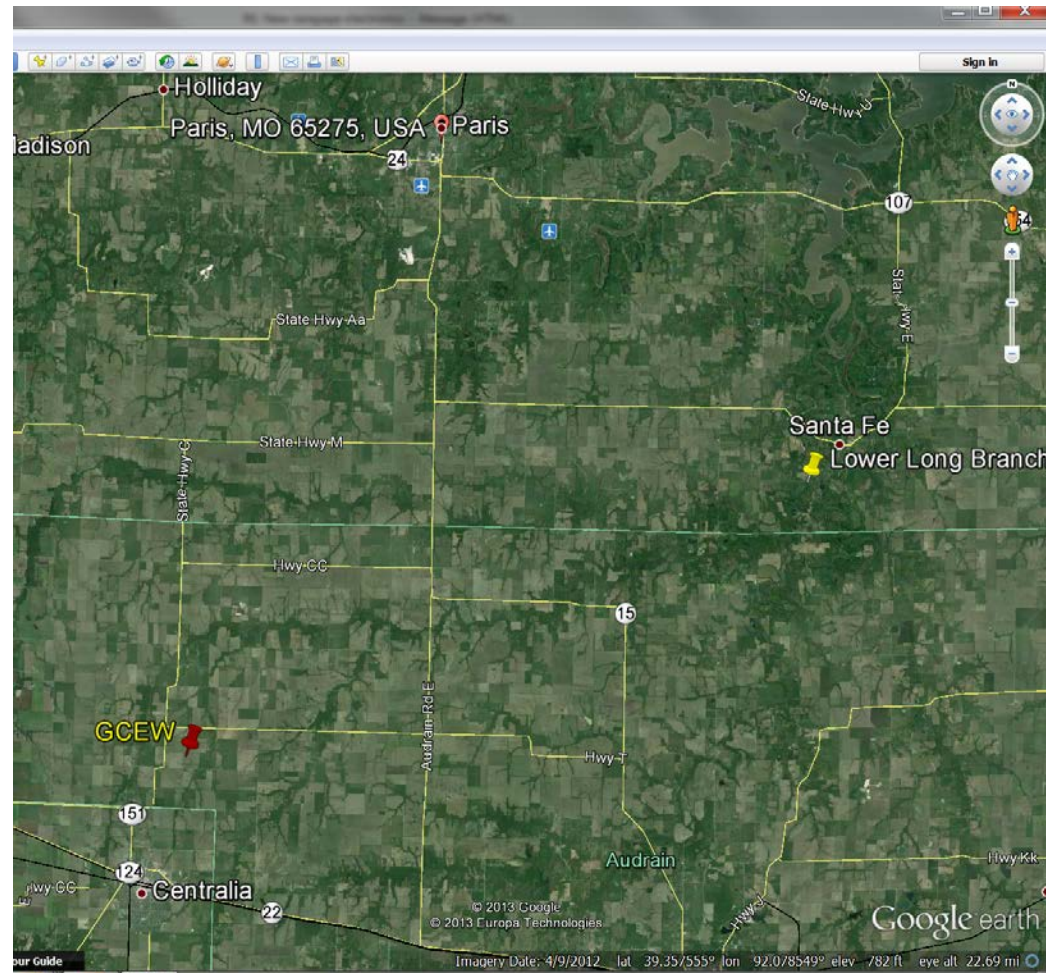 Sign in
Holliday
State Hwy U
N
Paris, MO 65275, USA
Paris
adison
24
107
State Hwy E
State Hwy Aa
Santa Fe
Lower Long Branch
State Hwy M
State Hwy C
Hwy CC
15
Audrain Rd E
GCEW
Hwy T
151
124
Audrain
Hwy Kk
Centralia
22
Hwy J
© 2013 Google
© 2013 Europa Technologies
Google earth
our Guide
Imagery Date: 4/9/2012 lat 39.357555° lon 92.078549° elev 782 ft eye alt 22.69 mi